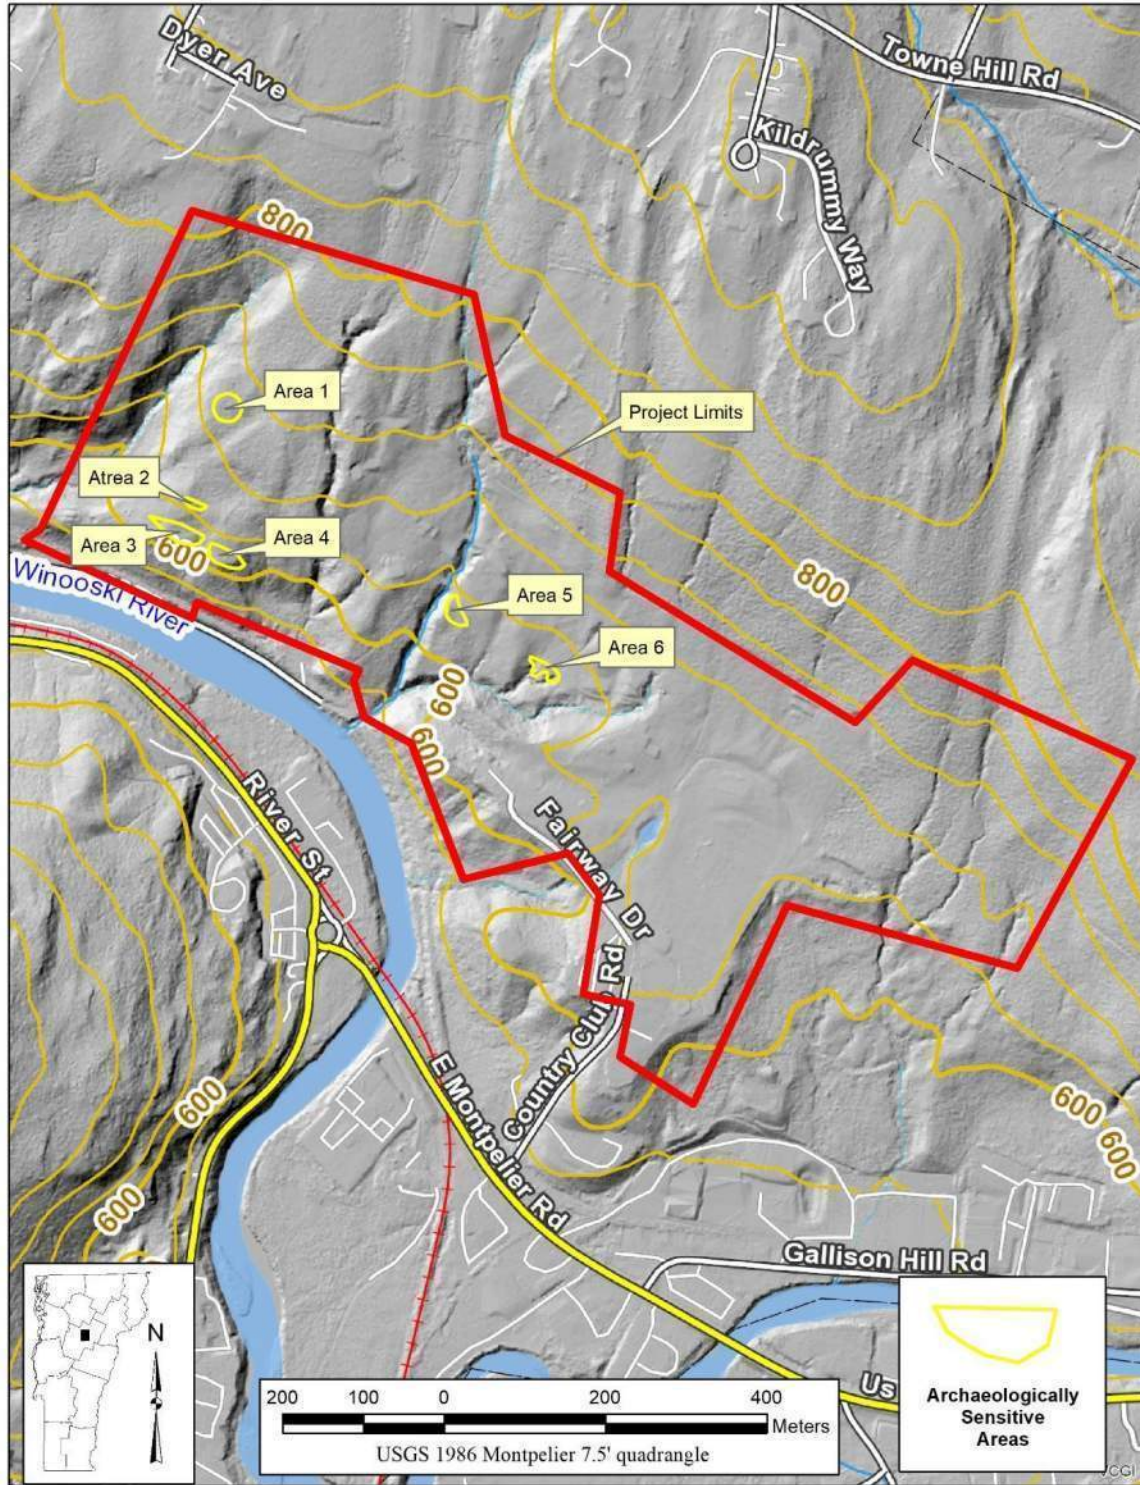 Dyer Ave
Towne Hill Rd
Kildrummy Way
800
Area 1
Project Limits
Atrea 2
Area 3
Area 4
600
Winooski River
800
Area 5
Area 6
600
600
River St
Fairway Dr
Country Club Rd
E Montpelier Rd
600
600
600
600
Gallison Hill Rd
Us
N
200 100 0 200 400
Meters
USGS 1986 Montpelier 7.5' quadrangle
Archaeologically
Sensitive
Areas
VCGI